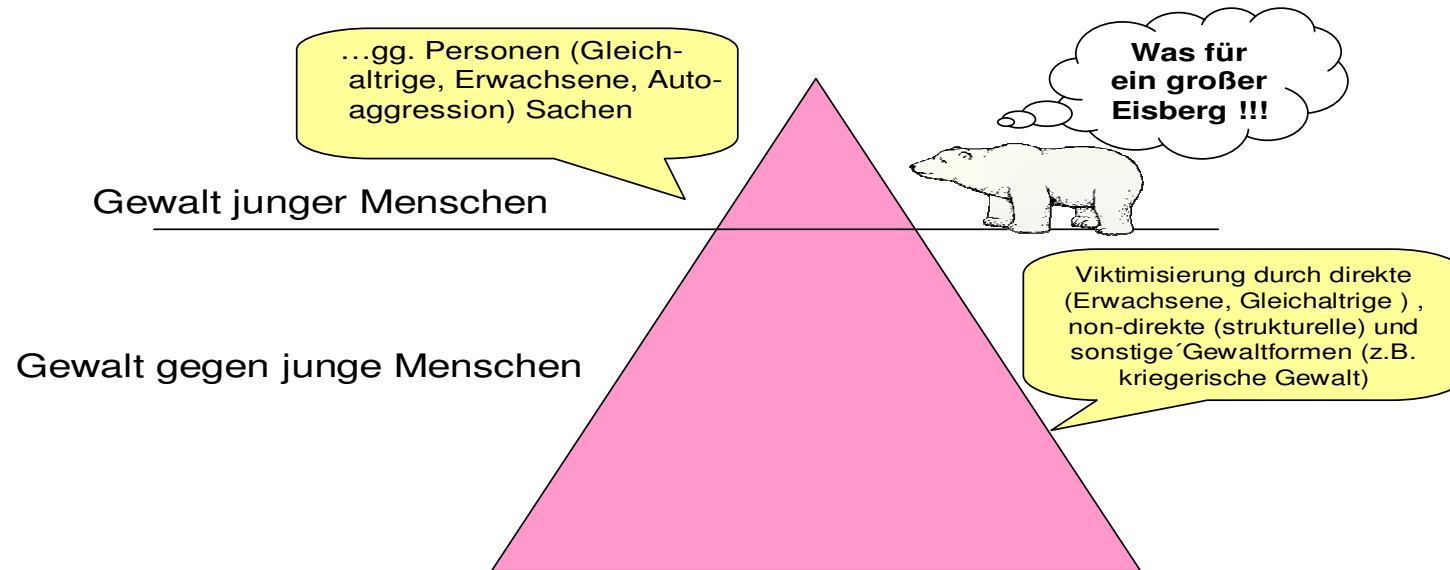 …gg. Personen (Gleich-
altrige, Erwachsene, Auto-
aggression) Sachen
Was für
ein großer
Eisberg !!!
Gewalt junger Menschen
Viktimisierung durch direkte
(Erwachsene, Gleichaltrige ) ,
non-direkte (strukturelle) und
sonstige´Gewaltformen (z.B.
kriegerische Gewalt)
Gewalt gegen junge Menschen